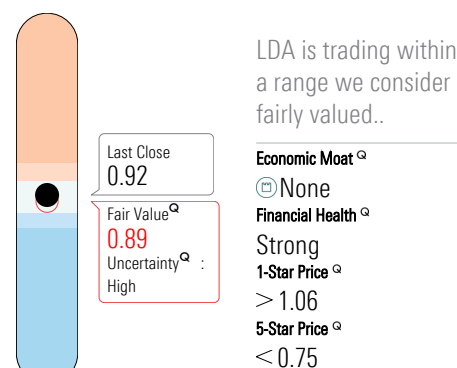 LDA is trading within
a range we consider
fairly valued..
Last Close
0.92
Fair Value Q
0.89
Uncertainty Q :
High
Economic Moat Q
None
Financial Health Q
Strong
1-Star Price Q
> 1.06
5-Star Price Q
< 0.75